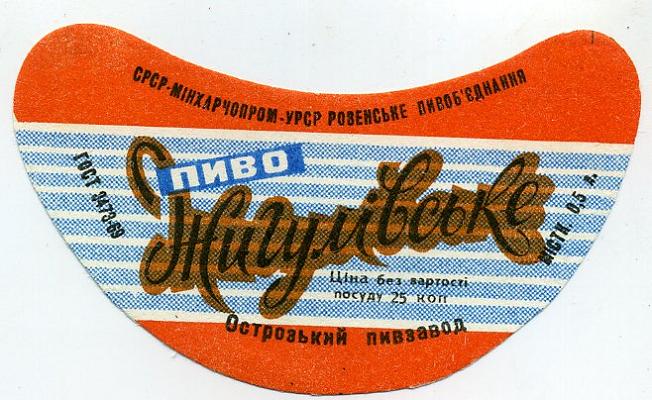 СРСР-МІНХАРЧОПРОМ-УРСР РОВЕНСЬКЕ ПИВОБ'ЄДНАННЯ
ГОСТ 3473-69
ПИВО
Жигулівське
МІСТК. 0,5 л.
Ціна без вартості
посуду 25 коп
Острозький пивзавод